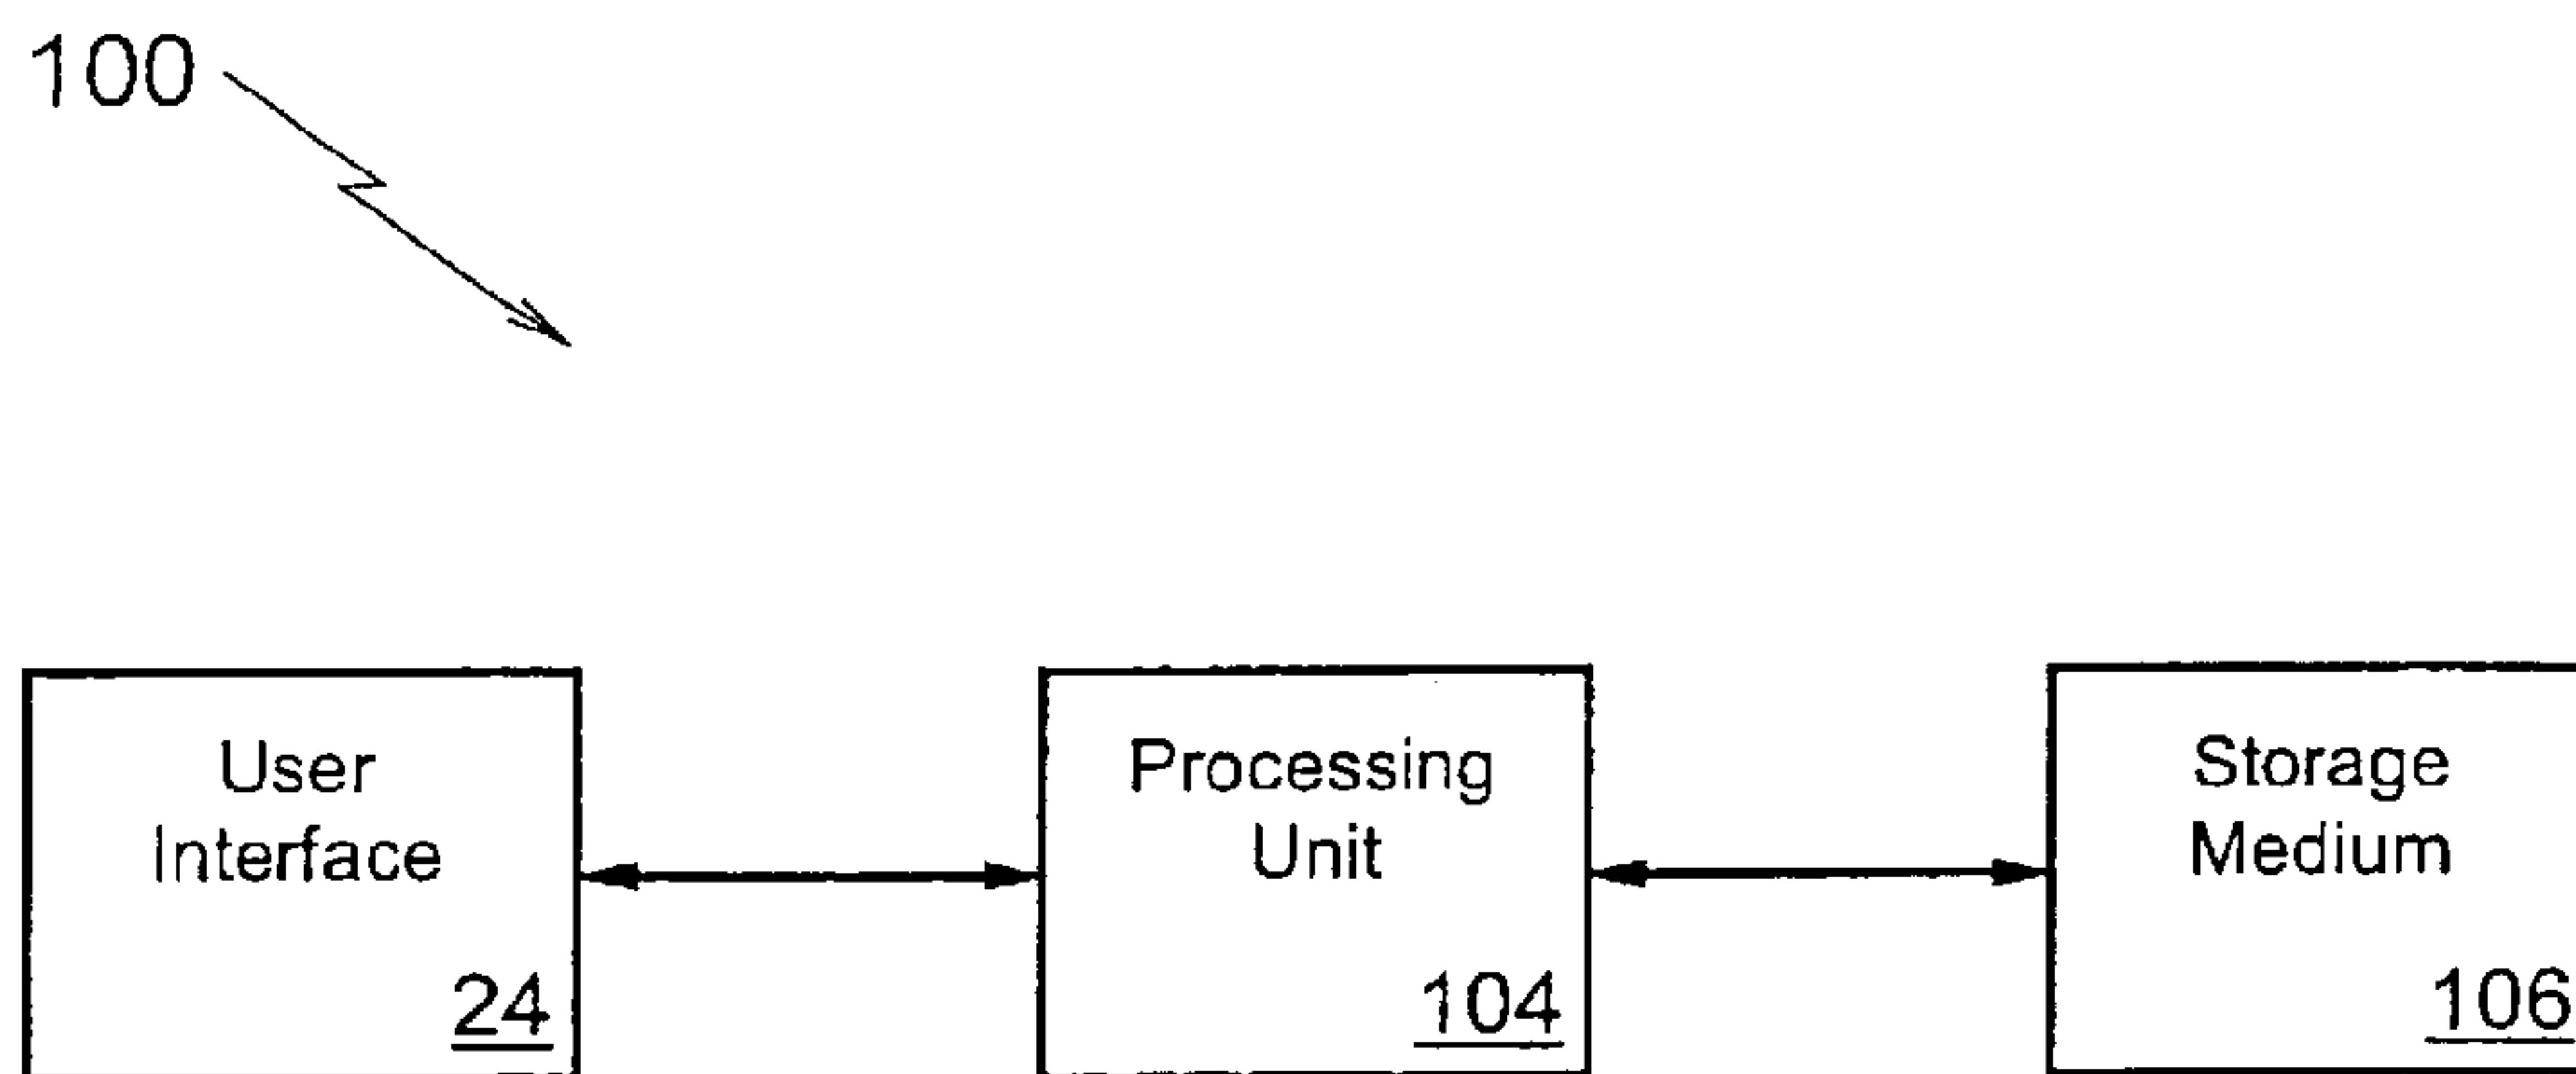 100
User
Interface
24
Processing
Unit
104
Storage
Medium
106